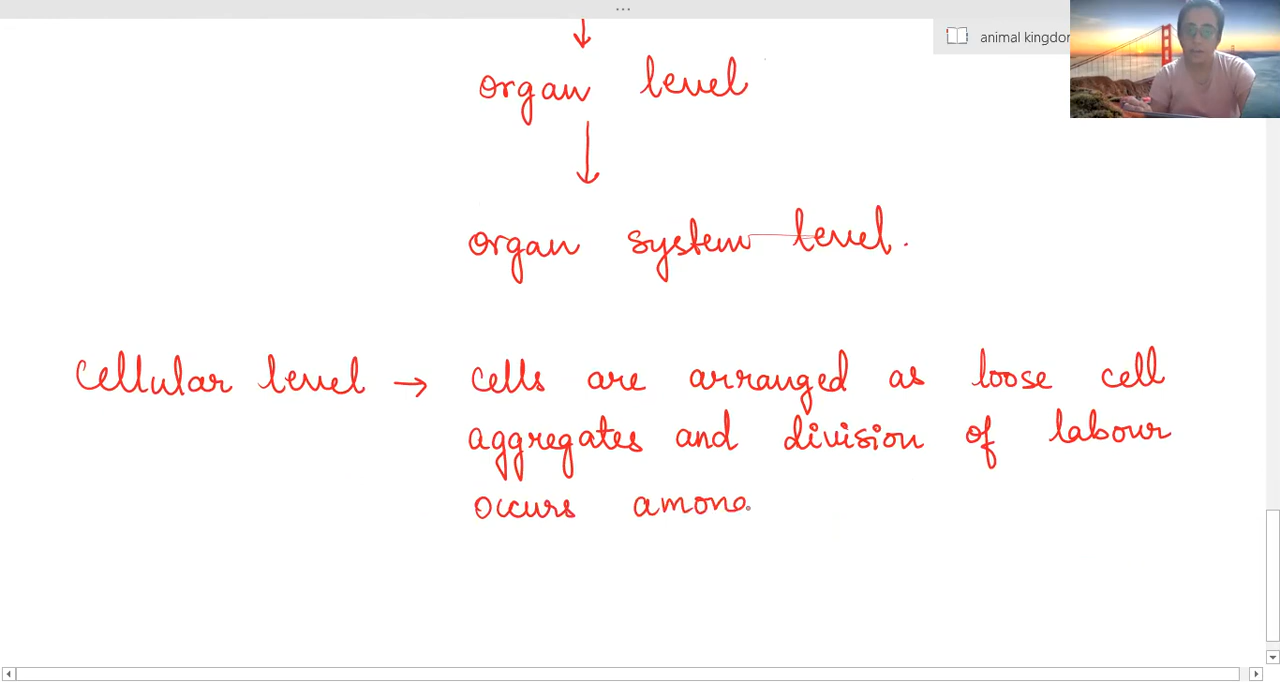 animal kingdom
organ level
organ system level.
cellular level → cells are arranged as loose cell
aggregates and division of labour
occurs among